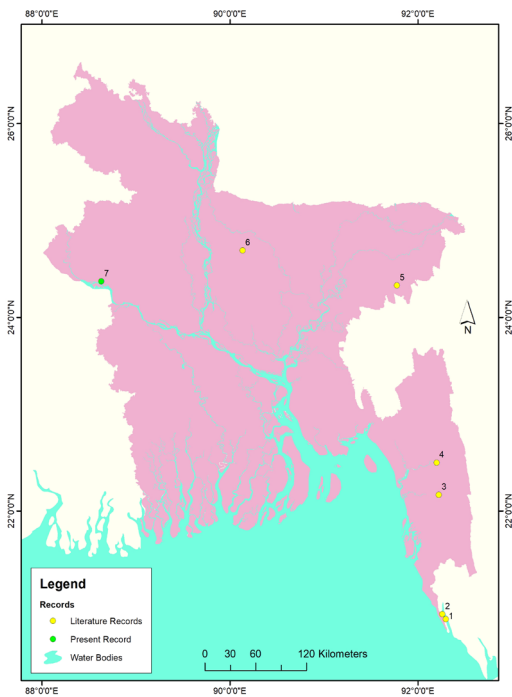 88°0'0"E 90°0'0"E 92°0'0"E
26°0'0"N 26°0'0"N
6
7
5
24°0'0"N 24°0'0"N
N
4
3
22°0'0"N 22°0'0"N
2
1
Legend
Records
Literature Records
Present Record
Water Bodies
0 30 60 120 Kilometers
88°0'0"E 90°0'0"E 92°0'0"E